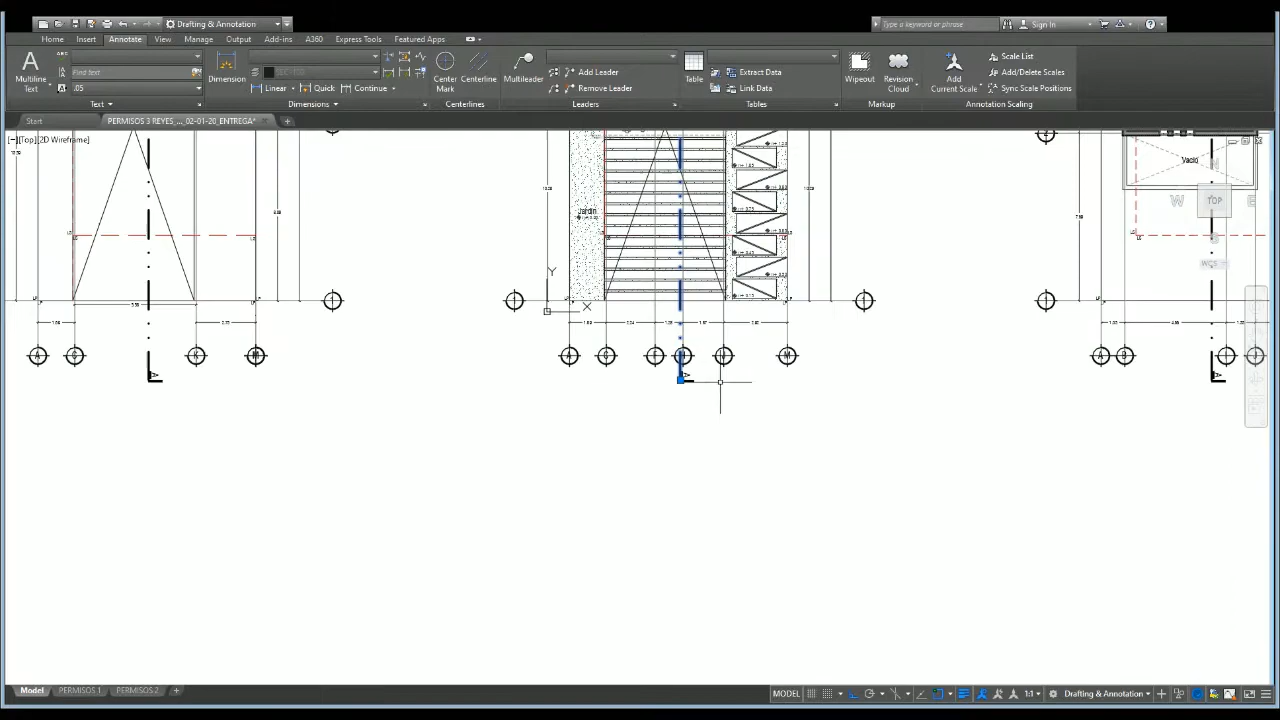 Drafting & Annotation
Type a keyword or phrase
Sign In
Home Insert Annotate View Manage Output Add-ins A360 Express Tools Featured Apps
Multiline
Text
Find text
.05
Text
Dimension
Linear Quick Continue
Dimensions
Center
Mark
Centerline
Centerlines
Multileader
Add Leader
Remove Leader
Leaders
Table
Extract Data
Link Data
Tables
Wipeout
Revision
Cloud
Markup
Add
Current Scale
Scale List
Add/Delete Scales
Sync Scale Positions
Annotation Scaling
Start
PERMISOS 3 REYES_..._02-01-20_ENTREGA*
[−][Top][2D Wireframe]
Vacío
Jardín
N
W TOP E
S
WCS
Y
X
A C K M
A
A G M
A B
A
Model PERMISOS 1 PERMISOS 2
MODEL
1:1
Drafting & Annotation